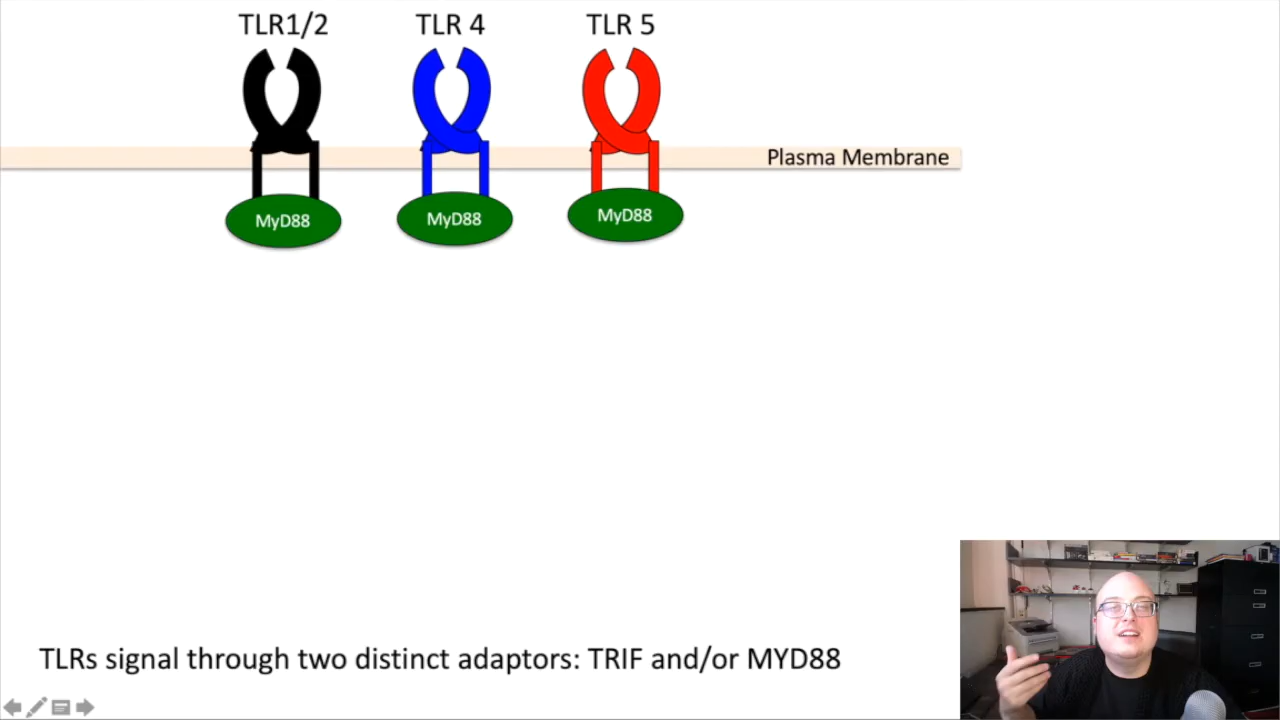 TLR1/2 TLR 4 TLR 5
Plasma Membrane
MyD88 MyD88 MyD88
TLRs signal through two distinct adaptors: TRIF and/or MYD88